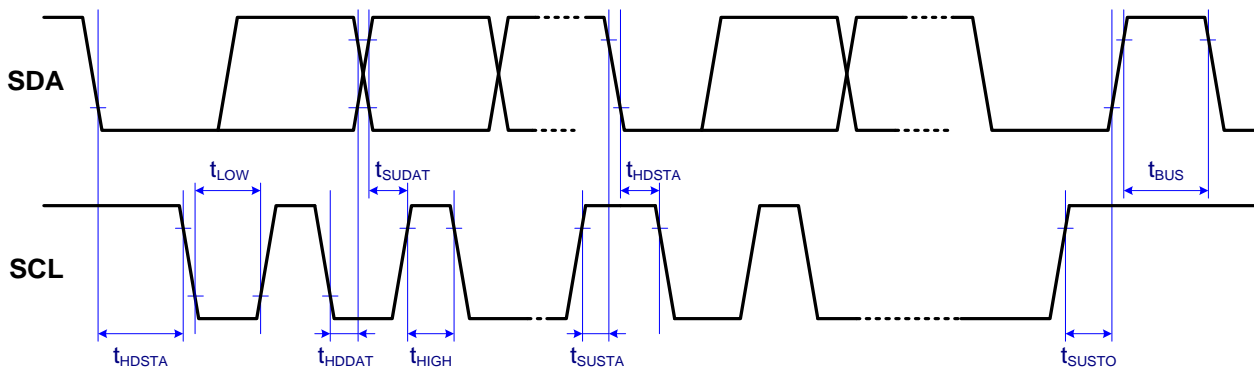 SDA
tLOW
tSUDAT
tHDSTA
tBUS
SCL
tHDSTA
tHDDAT
tHIGH
tSUSTA
tSUSTO